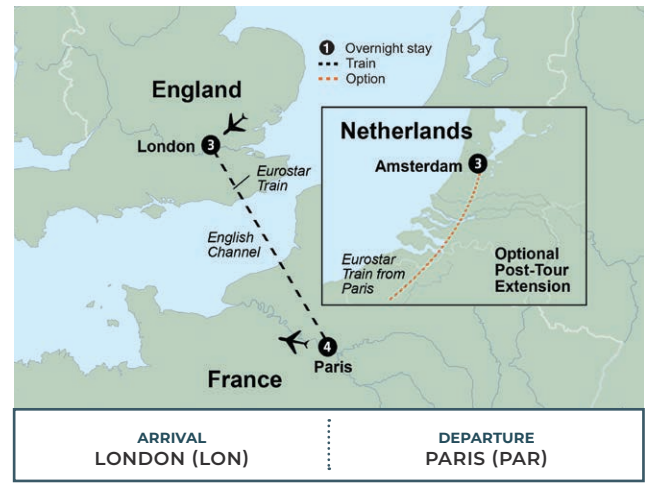 1 Overnight stay
Train
Option
England
London 3
Eurostar
Train
English
Channel
Netherlands
Amsterdam 3
Eurostar
Train from
Paris
Optional
Post-Tour
Extension
4
Paris
France
ARRIVAL
LONDON (LON)
DEPARTURE
PARIS (PAR)